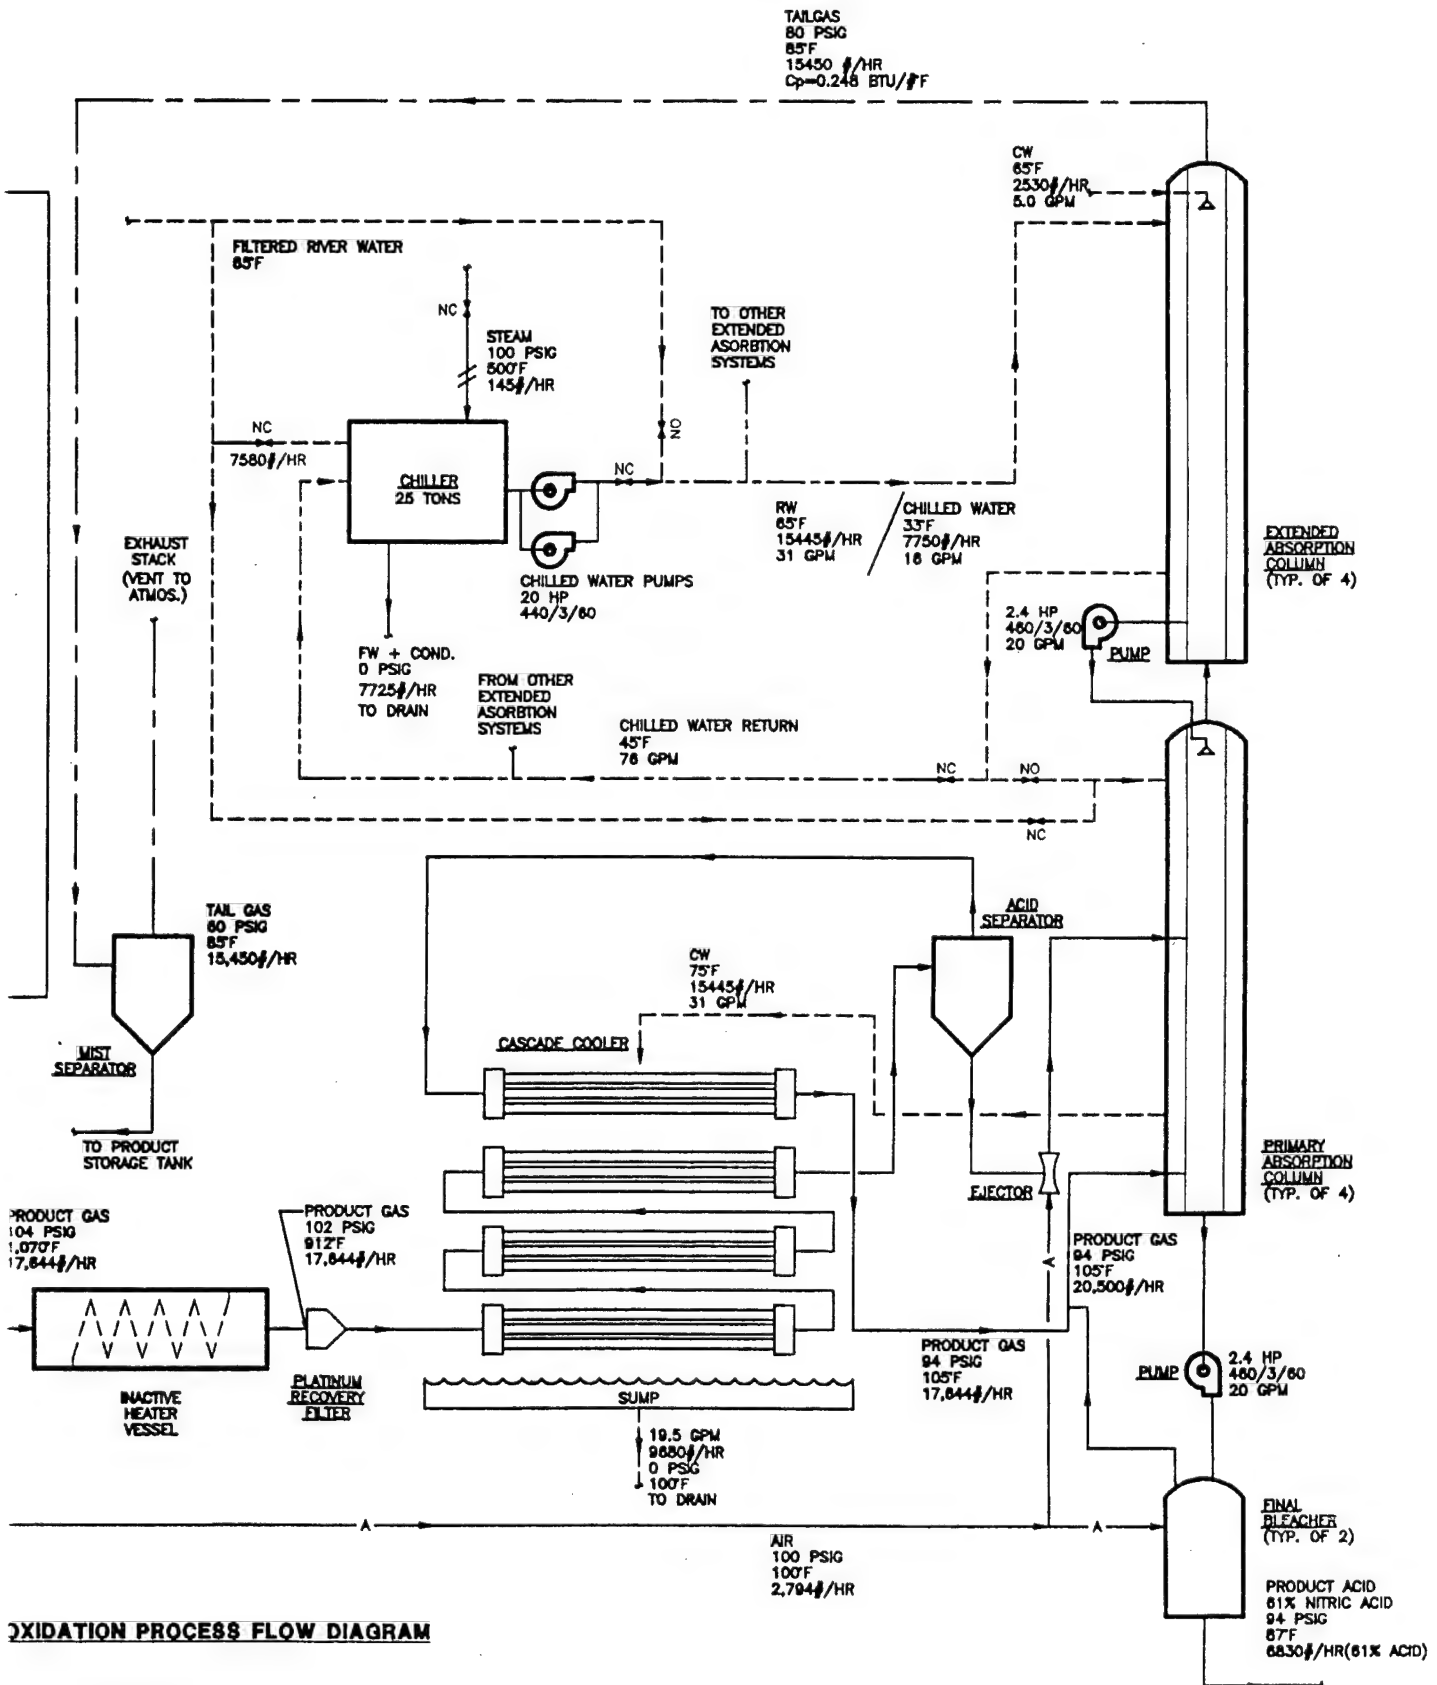 TAILGAS
80 PSIG
85°F
15450 #/HR
Cp=0.248 BTU/#°F
CW
65°F
2530#/HR
5.0 GPM
FILTERED RIVER WATER
85°F
NC
STEAM
100 PSIG
500°F
145#/HR
TO OTHER
EXTENDED
ASORBTION
SYSTEMS
NC
7580#/HR
NO
CHILLER
25 TONS
NC
RW
65°F
15445#/HR
31 GPM
CHILLED WATER
33°F
7750#/HR
16 GPM
EXTENDED
ABSORPTION
COLUMN
(TYP. OF 4)
EXHAUST
STACK
(VENT TO
ATMOS.)
CHILLED WATER PUMPS
20 HP
440/3/60
2.4 HP
460/3/60
20 GPM
PUMP
FW + COND.
0 PSIG
7725#/HR
TO DRAIN
FROM OTHER
EXTENDED
ASORBTION
SYSTEMS
CHILLED WATER RETURN
45°F
76 GPM
NC
NO
NC
TAIL GAS
80 PSIG
85°F
15,450#/HR
ACID
SEPARATOR
CW
75°F
15445#/HR
31 GPM
CASCADE COOLER
MIST
SEPARATOR
TO PRODUCT
STORAGE TANK
EJECTOR
PRIMARY
ABSORPTION
COLUMN
(TYP. OF 4)
PRODUCT GAS
104 PSIG
1,070°F
17,644#/HR
PRODUCT GAS
102 PSIG
912°F
17,644#/HR
PRODUCT GAS
94 PSIG
105°F
20,500#/HR
A
PRODUCT GAS
94 PSIG
105°F
17,644#/HR
PUMP
2.4 HP
460/3/60
20 GPM
INACTIVE
HEATER
VESSEL
PLATINUM
RECOVERY
FILTER
SUMP
19.5 GPM
9680#/HR
0 PSIG
100°F
TO DRAIN
A
A
AIR
100 PSIG
100°F
2,794#/HR
FINAL
BLEACHER
(TYP. OF 2)
PRODUCT ACID
61% NITRIC ACID
94 PSIG
87°F
6830#/HR(61% ACID)
OXIDATION PROCESS FLOW DIAGRAM